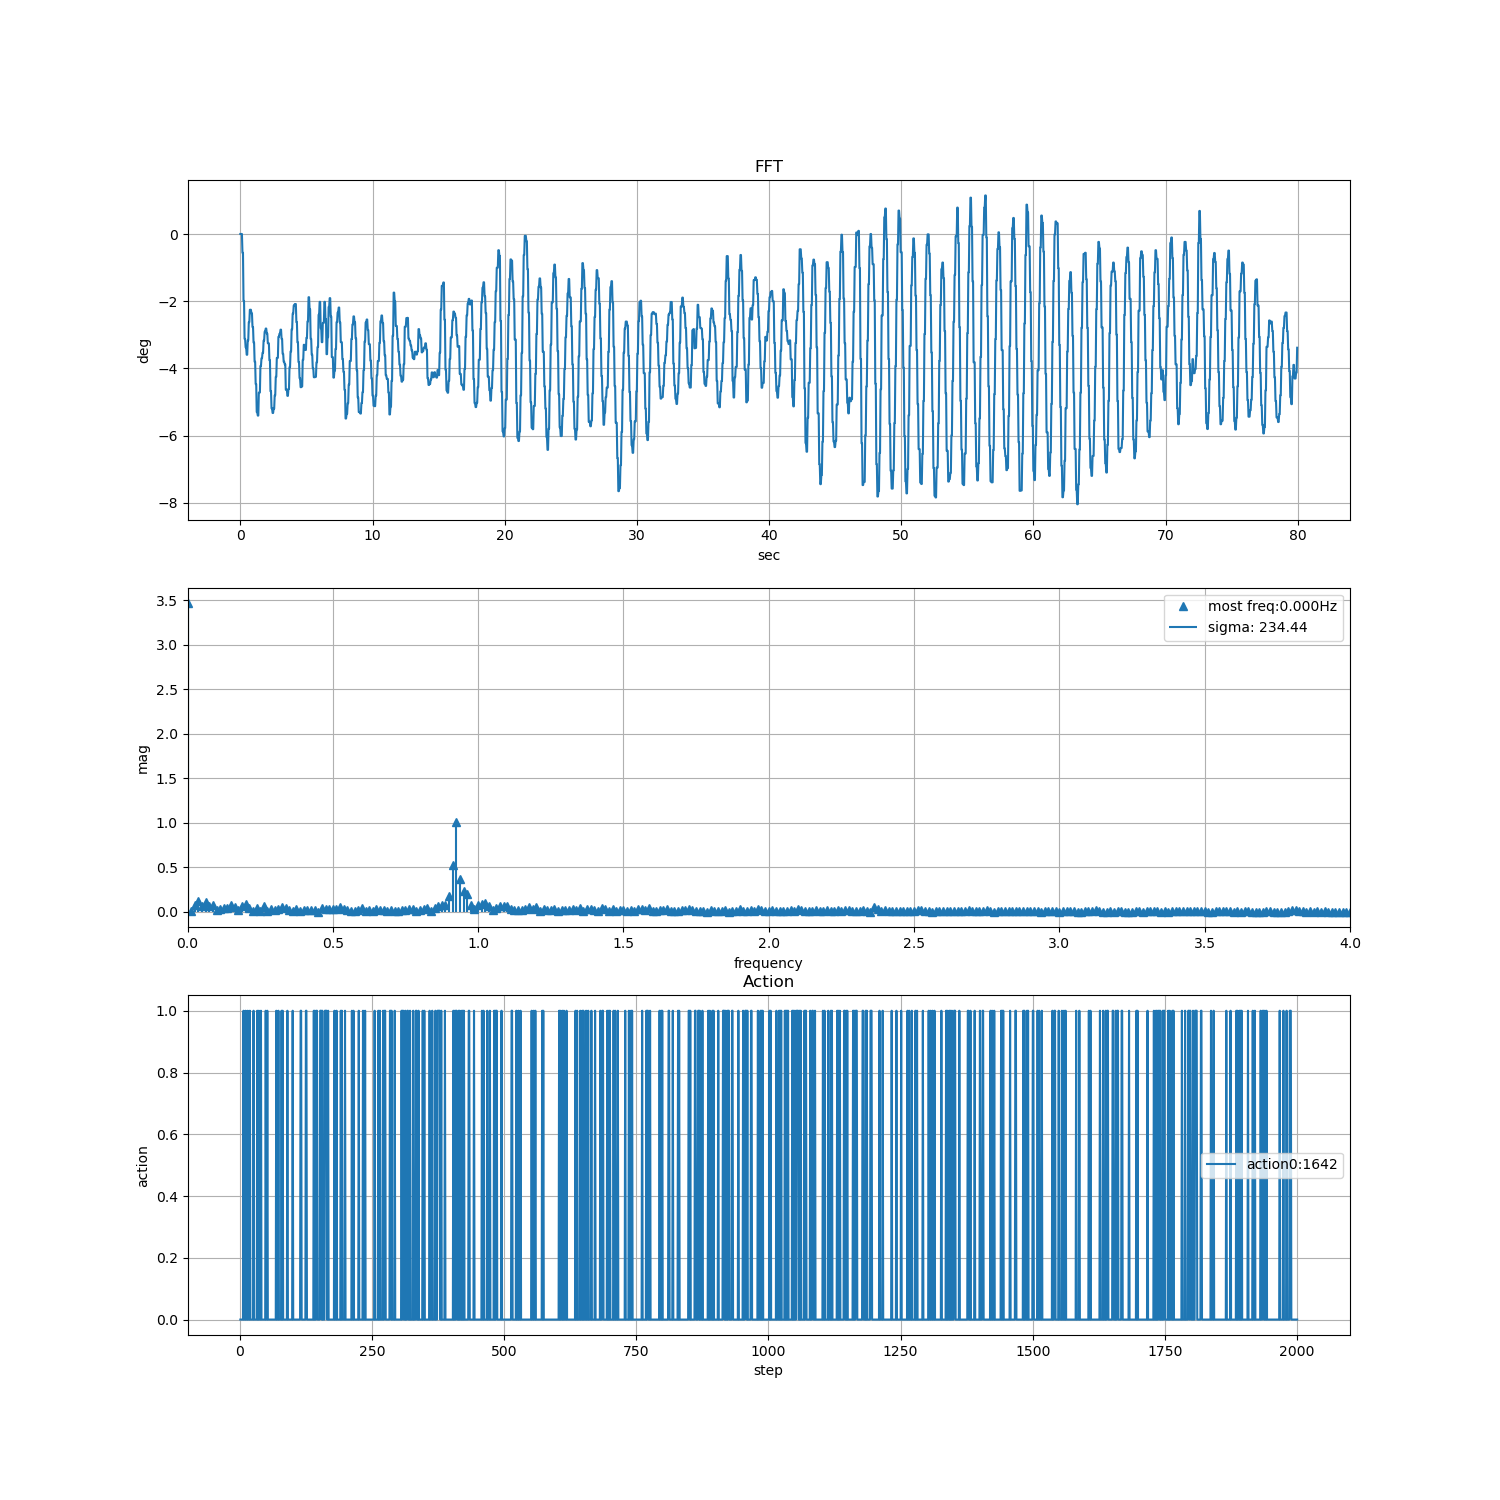 FFT
0
−2
−4
−6
−8
deg
0 10 20 30 40 50 60 70 80
sec
3.5
3.0
2.5
2.0
1.5
1.0
0.5
0.0
mag
most freq:0.000Hz
sigma: 234.44
0.0 0.5 1.0 1.5 2.0 2.5 3.0 3.5 4.0
frequency
Action
1.0
0.8
0.6
0.4
0.2
0.0
action
action0:1642
0 250 500 750 1000 1250 1500 1750 2000
step